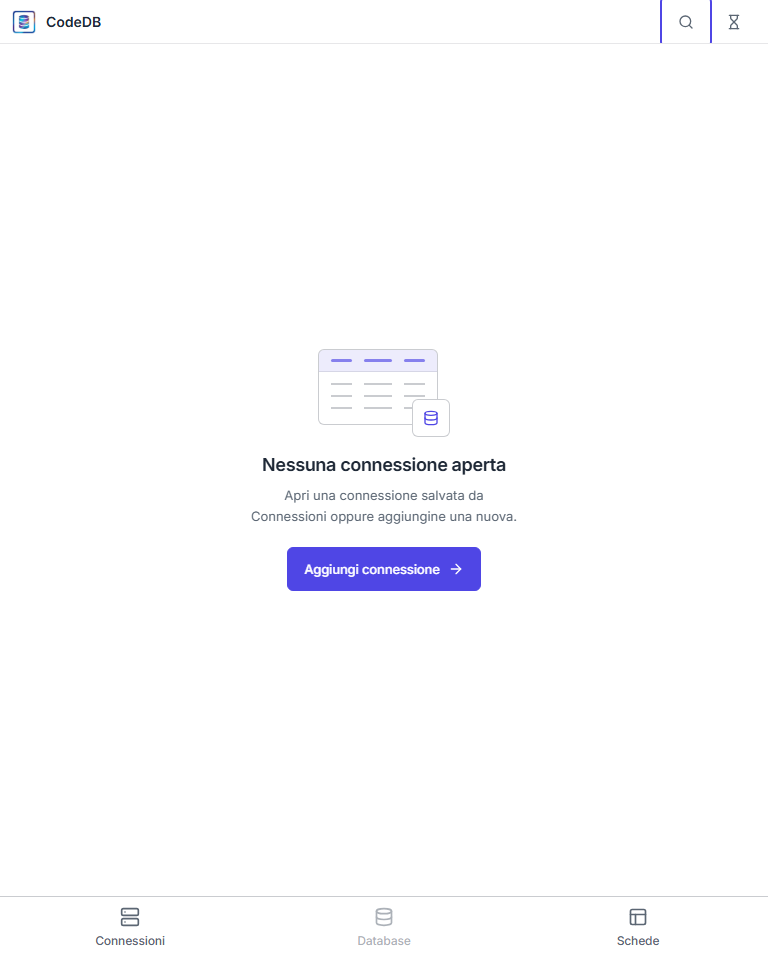 CodeDB
Nessuna connessione aperta
Apri una connessione salvata da
Connessioni oppure aggiungine una nuova.
Aggiungi connessione
Connessioni
Database
Schede